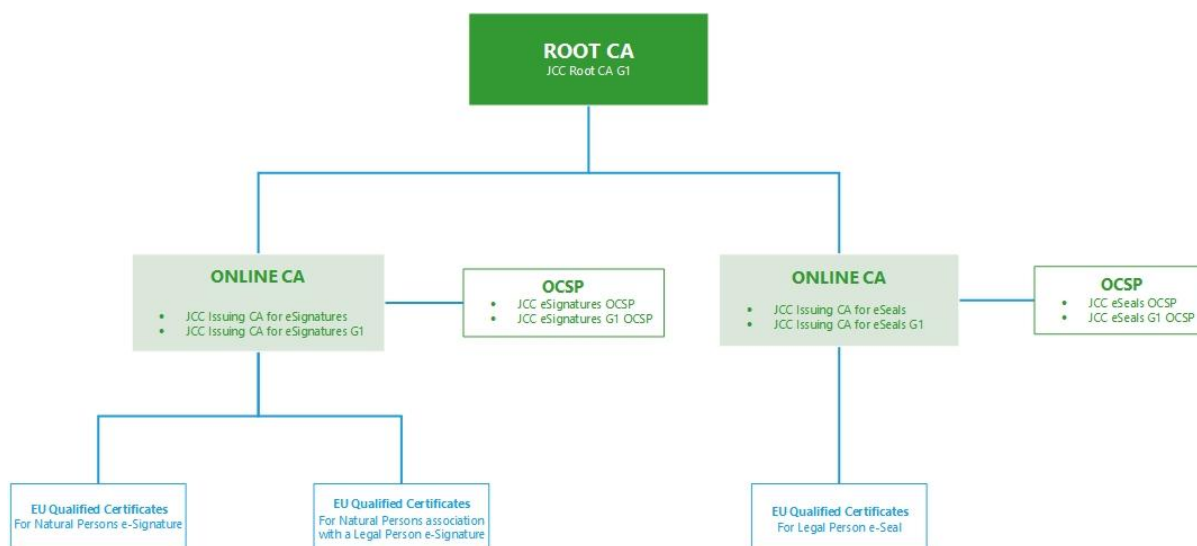 ROOT CA
JCC Root CA G1
ONLINE CA
• JCC Issuing CA for eSignatures
• JCC Issuing CA for eSignatures G1
OCSP
• JCC eSignatures OCSP
• JCC eSignatures G1 OCSP
ONLINE CA
• JCC Issuing CA for eSeals
• JCC Issuing CA for eSeals G1
OCSP
• JCC eSeals OCSP
• JCC eSeals G1 OCSP
EU Qualified Certificates
For Natural Persons e-Signature
EU Qualified Certificates
For Natural Persons association
with a Legal Person e-Signature
EU Qualified Certificates
For Legal Person e-Seal